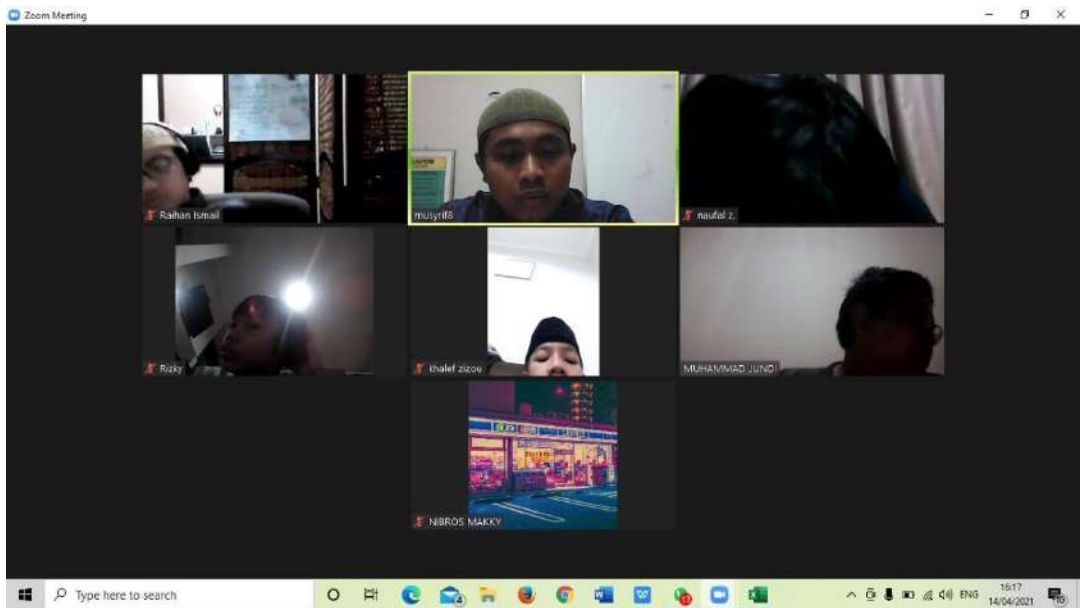 Zoom Meeting
Raihan Ismail
musyrif8
naufal z.
Rizky
khalef zizou
MUHAMMAD JUNDI
NIBROS MAKKY
Type here to search
ENG
16:17
14/04/2021